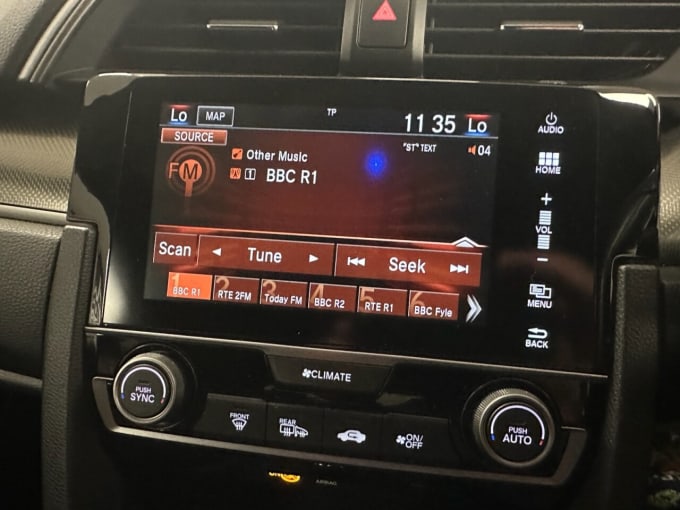 Lo MAP TP 11 35 Lo
SOURCE "ST" TEXT 04
FM Other Music
1 BBC R1
Scan Tune Seek
1 2 3 4 5 6
BBC R1 RTE 2FM Today FM BBC R2 RTE R1 BBC Fyle
AUDIO
HOME
+
VOL
-
MENU
BACK
CLIMATE
PUSH SYNC
FRONT REAR ON/OFF
PUSH AUTO
AIRBAG